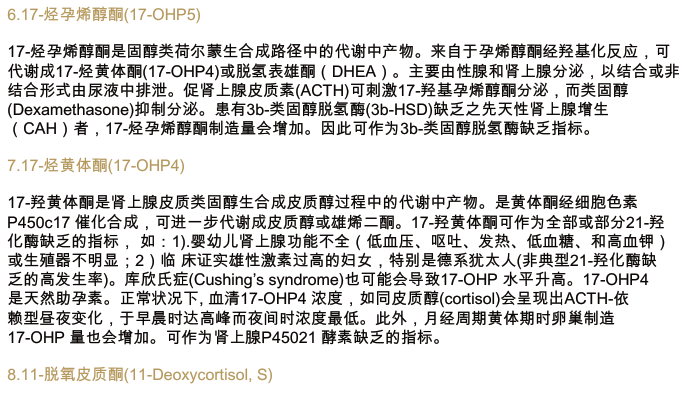 6.17-烃孕烯醇酮(17-OHP5)
17-烃孕烯醇酮是固醇类荷尔蒙生合成路径中的代谢中产物。来自于孕烯醇酮经羟基化反应，可
代谢成17-烃黄体酮(17-OHP4)或脱氢表雄酮（DHEA）。主要由性腺和肾上腺分泌，以结合或非
结合形式由尿液中排泄。促肾上腺皮质素(ACTH)可刺激17-羟基孕烯醇酮分泌，而类固醇
(Dexamethasone)抑制分泌。患有3b-类固醇脱氢酶(3b-HSD)缺乏之先天性肾上腺增生
（CAH）者，17-烃孕烯醇酮制造量会增加。因此可作为3b-类固醇脱氢酶缺乏指标。
7.17-烃黄体酮(17-OHP4)
17-羟黄体酮是肾上腺皮质类固醇生合成皮质醇过程中的代谢中产物。是黄体酮经细胞色素
P450c17 催化合成，可进一步代谢成皮质醇或雄烯二酮。17-羟黄体酮可作为全部或部分21-羟
化酶缺乏的指标， 如：1).婴幼儿肾上腺功能不全（低血压、呕吐、发热、低血糖、和高血钾）
或生殖器不明显；2）临 床证实雄性激素过高的妇女，特别是德系犹太人(非典型21-羟化酶缺
乏的高发生率)。库欣氏症(Cushing’s syndrome)也可能会导致17-OHP 水平升高。17-OHP4
是天然助孕素。正常状况下, 血清17-OHP4 浓度，如同皮质醇(cortisol)会呈现出ACTH-依
赖型昼夜变化，于早晨时达高峰而夜间时浓度最低。此外，月经周期黄体期时卵巢制造
17-OHP 量也会增加。可作为肾上腺P45021 酵素缺乏的指标。
8.11-脱氧皮质酮(11-Deoxycortisol, S)